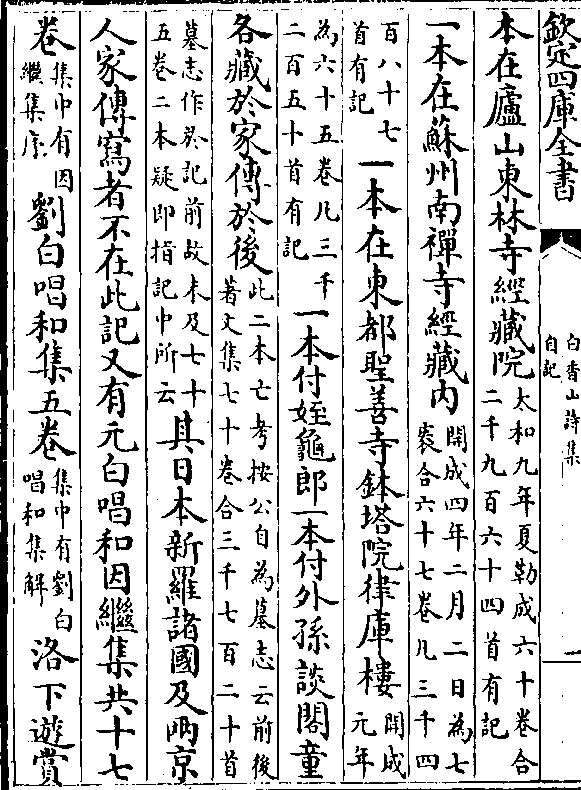 欽定四庫全書
白香山詩集
自記
一
本在廬山東林寺經藏院太和九年夏勒成六十卷合二千九百六十四首有記
一本在蘇州南禪寺經藏内開成四年二月二日為七袠合六十七卷凡三千四
百八十七首有記一本在東都聖善寺鉢塔院律庫樓開成元年
為六十五卷凡三千二百五十首有記一本付姪龜郎一本付外孫談閣童
各藏於家傳於後此二本亡考按公自為墓志云前後著文集七十卷合三千七百二十首
墓志作於記前故未及七十五卷二本疑即指記中所云其日本新羅諸國及兩京
人家傳寫者不在此記又有元白唱和因繼集共十七
卷集中有因繼集序劉白唱和集五卷集中有劉白唱和集解洛下遊賞